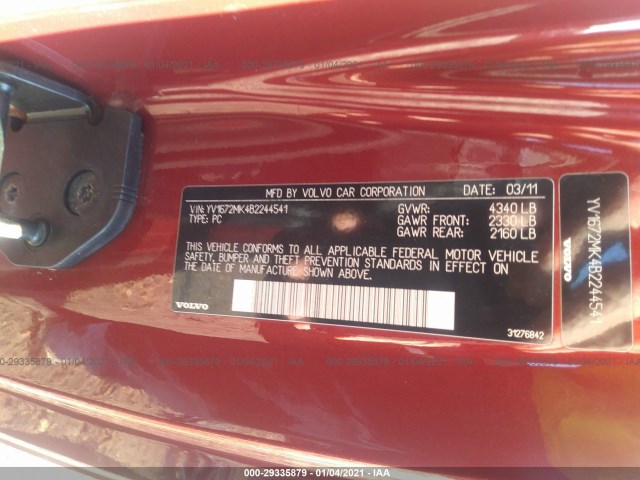 MFD BY VOLVO CAR CORPORATION DATE: 03/11
VIN: YV1672MK4B2244541
TYPE: PC
GVWR: 4340 LB
GAWR FRONT: 2330 LB
GAWR REAR: 2160 LB
THIS VEHICLE CONFORMS TO ALL APPLICABLE FEDERAL MOTOR VEHICLE
SAFETY, BUMPER AND THEFT PREVENTION STANDARDS IN EFFECT ON
THE DATE OF MANUFACTURE SHOWN ABOVE.
VOLVO
31276842
YV1672MK4B2244541
VOLVO
000-29335879 - 01/04/2021 - IAA